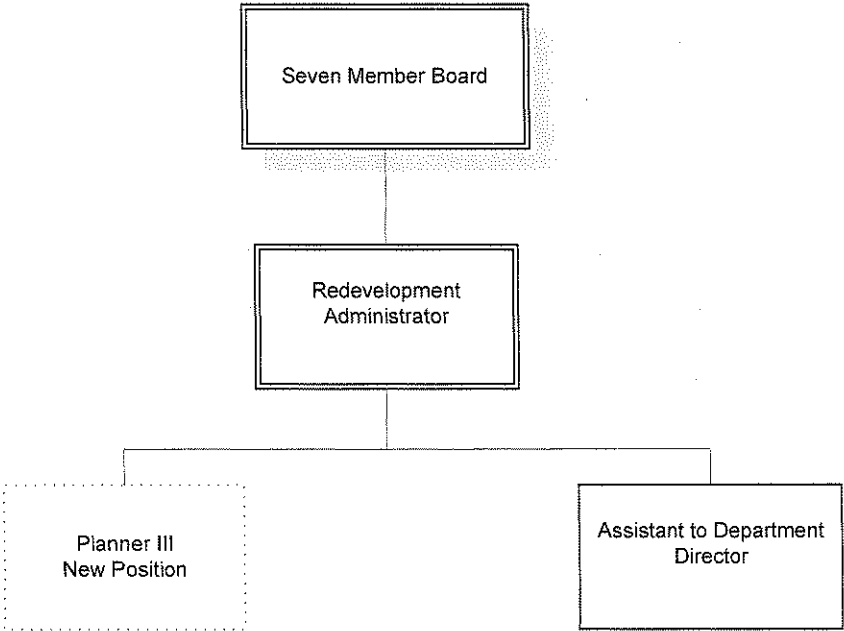 Seven Member Board
Redevelopment
Administrator
Planner III
New Position
Assistant to Department
Director